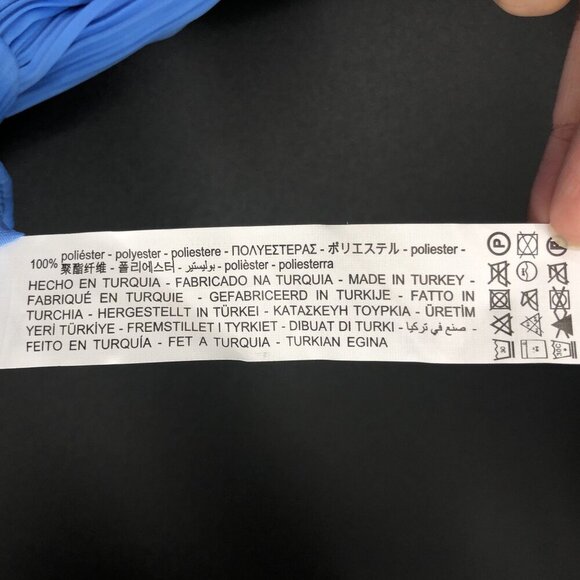 100% poliéster - polyester - poliestere - ΠΟΛΥΕΣΤΕΡΑΣ - ポリエステル - poliester -
聚酯纤维 - 폴리에스터 - بوليستير - polièster - poliesterra
HECHO EN TURQUIA - FABRICADO NA TURQUIA - MADE IN TURKEY -
FABRIQUÉ EN TURQUIE - GEFABRICEERD IN TURKIJE - FATTO IN
TURCHIA - HERGESTELLT IN TÜRKEI - ΚΑΤΑΣΚΕΥΗ ΤΟΥΡΚΙΑ - ÜRETİM
YERİ TÜRKİYE - FREMSTILLET I TYRKIET - DIBUAT DI TURKI - صنع في تركيا -
FEITO EN TURQUÍA - FET A TURQUIA - TURKIAN EGINA